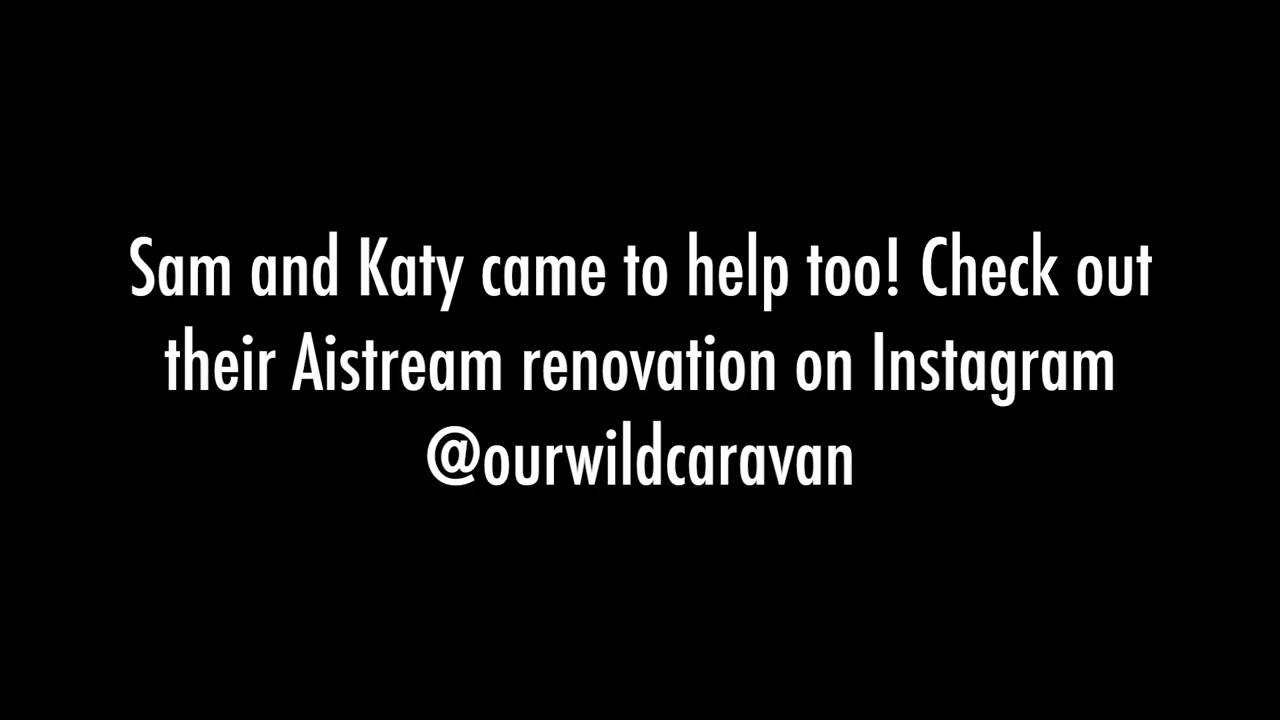 Sam and Katy came to help too! Check out
their Aistream renovation on Instagram
@ourwildcaravan